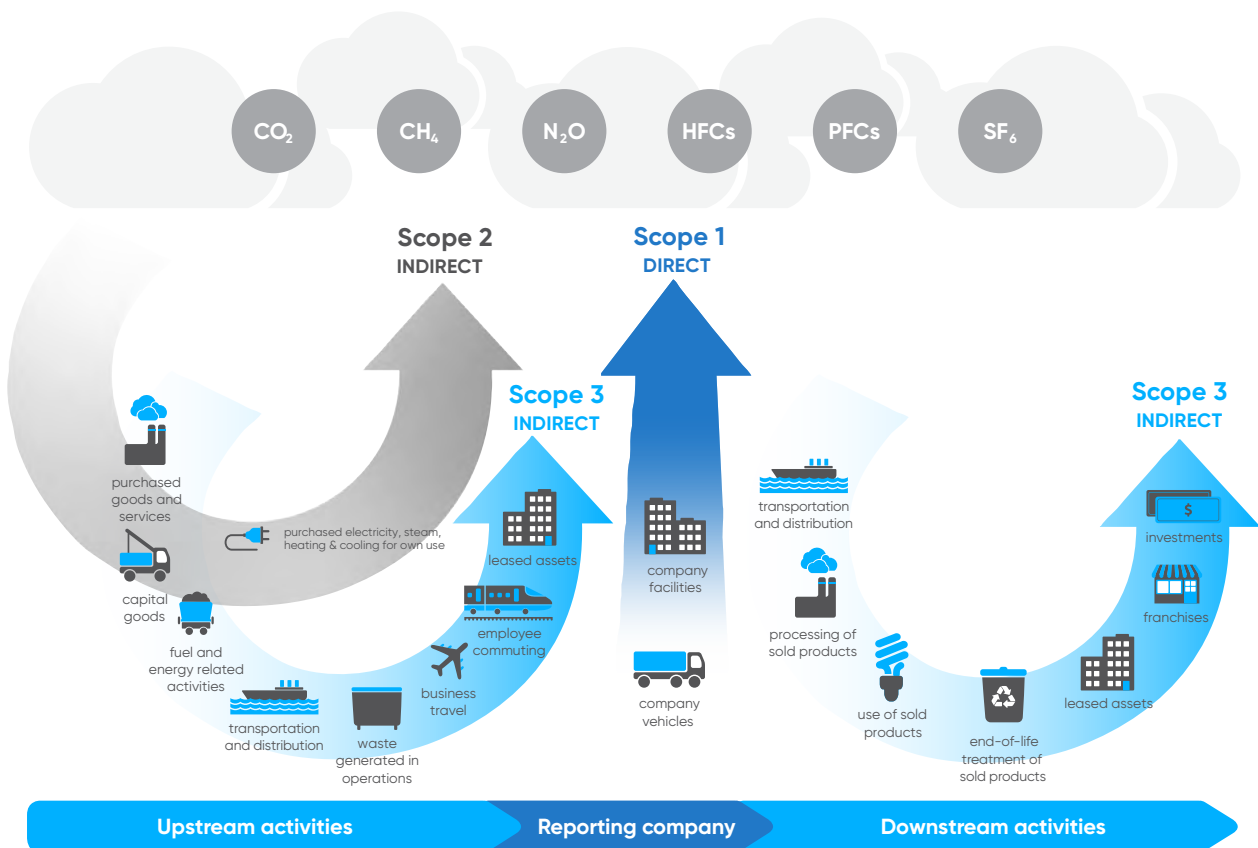 CO₂
CH₄
N₂O
HFCs
PFCs
SF₆
Scope 2
INDIRECT
Scope 1
DIRECT
Scope 3
INDIRECT
Scope 3
INDIRECT
purchased
goods and
services
capital
goods
fuel and
energy related
activities
purchased electricity, steam,
heating & cooling for own use
transportation
and distribution
waste
generated in
operations
business
travel
employee
commuting
leased assets
company
facilities
company
vehicles
transportation
and distribution
processing of
sold products
use of sold
products
end-of-life
treatment of
sold products
leased assets
franchises
$
investments
Upstream activities
Reporting company
Downstream activities